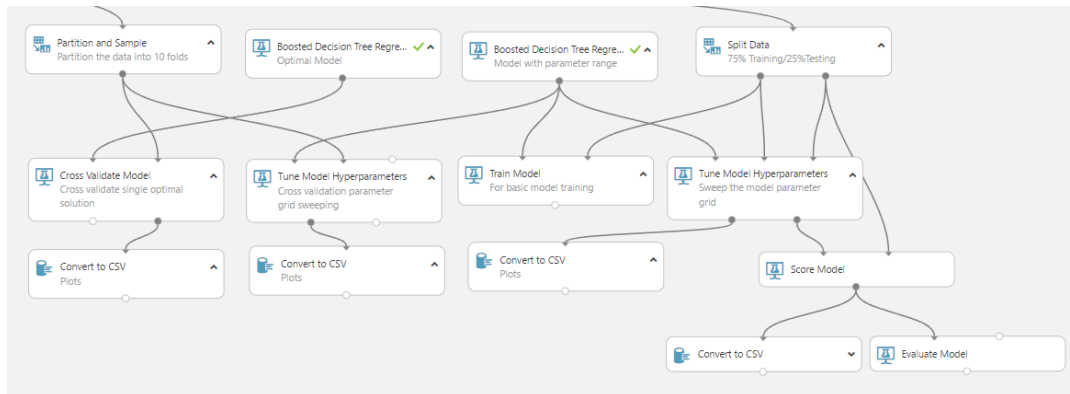 Partition and Sample
Partition the data into 10 folds
Boosted Decision Tree Regre...
Optimal Model
Boosted Decision Tree Regre...
Model with parameter range
Split Data
75% Training/25%Testing
Cross Validate Model
Cross validate single optimal
solution
Tune Model Hyperparameters
Cross validation parameter
grid sweeping
Train Model
For basic model training
Tune Model Hyperparameters
Sweep the model parameter
grid
Convert to CSV
Plots
Convert to CSV
Plots
Convert to CSV
Plots
Score Model
Convert to CSV
Evaluate Model